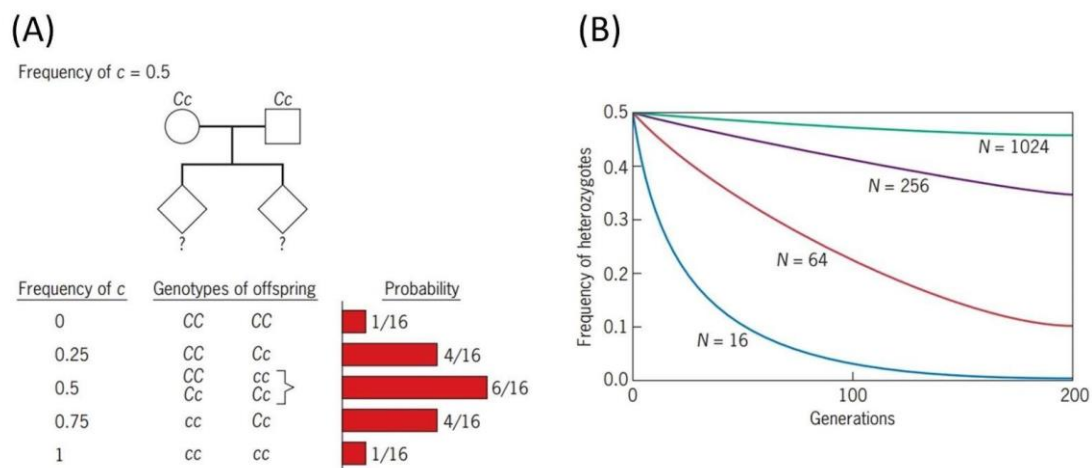 (A)
Frequency of c = 0.5
Cc Cc
? ?
Frequency of c Genotypes of offspring Probability
0 CC CC 1/16
0.25 CC Cc 4/16
CC cc
0.5 6/16
Cc Cc
0.75 cc Cc 4/16
1 cc cc 1/16
(B)
Frequency of heterozygotes
0.5
0.4
0.3
0.2
0.1
0.0
N = 1024
N = 256
N = 64
N = 16
0 100 200
Generations